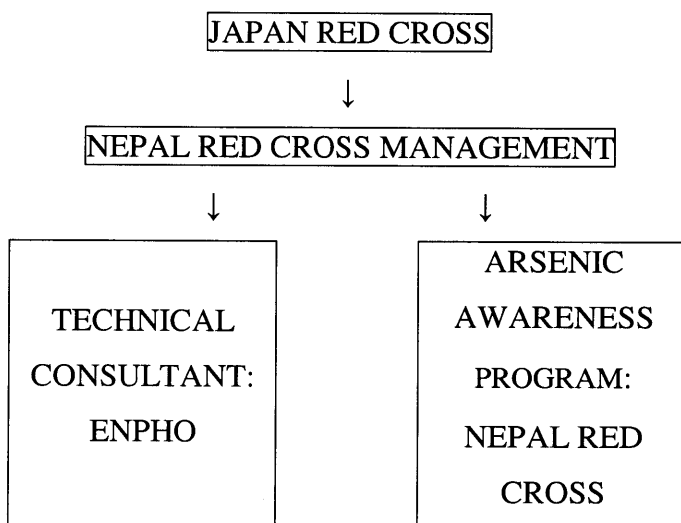 JAPAN RED CROSS
↓
NEPAL RED CROSS MANAGEMENT
↓ ↓
TECHNICAL
CONSULTANT:
ENPHO
ARSENIC
AWARENESS
PROGRAM:
NEPAL RED
CROSS